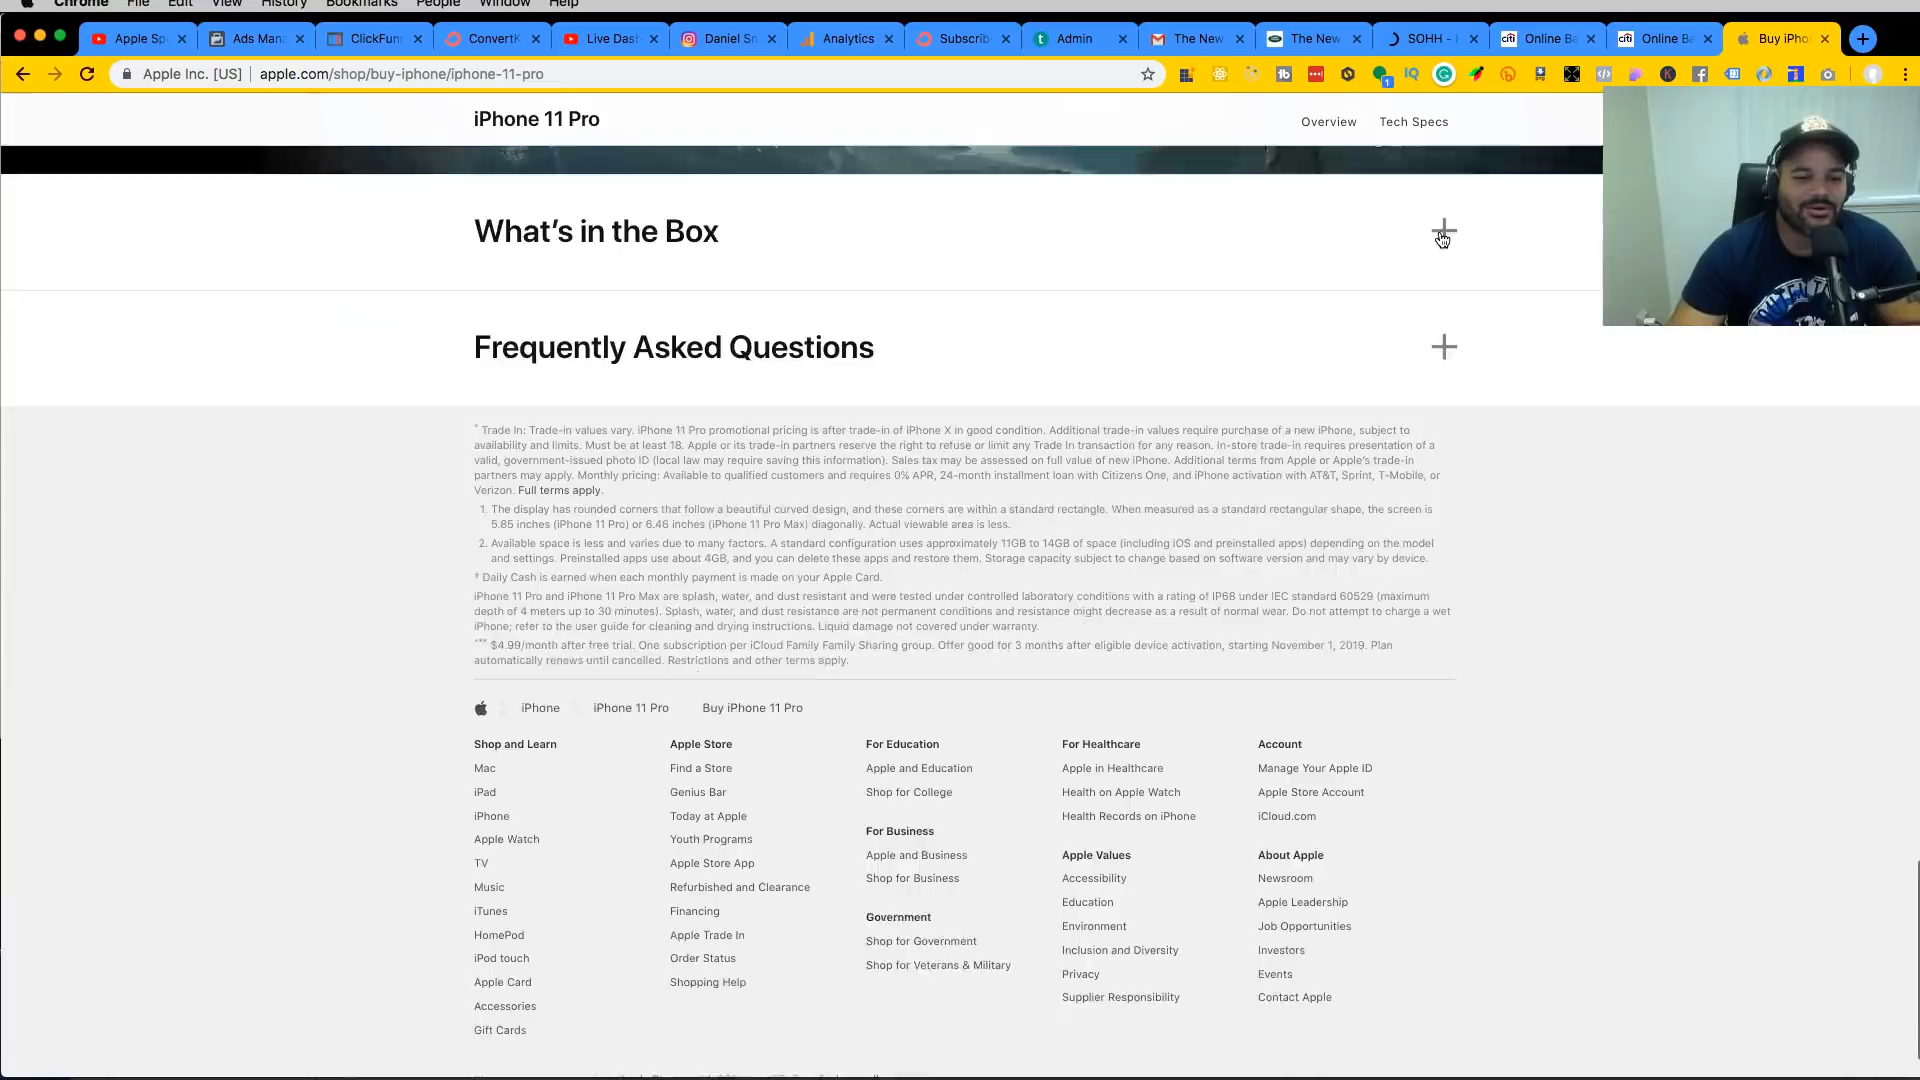 Chrome File Edit View History Bookmarks People Window Help
Apple Sp Ads Mana ClickFunn ConvertK Live Dash Daniel Sn Analytics Subscribe Admin The New The New SOHH - Online Ba Online Ba Buy iPho
Apple Inc. [US] apple.com/shop/buy-iphone/iphone-11-pro
iPhone 11 Pro Overview Tech Specs
What’s in the Box
Frequently Asked Questions
* Trade In: Trade-in values vary. iPhone 11 Pro promotional pricing is after trade-in of iPhone X in good condition. Additional trade-in values require purchase of a new iPhone, subject to
availability and limits. Must be at least 18. Apple or its trade-in partners reserve the right to refuse or limit any Trade In transaction for any reason. In-store trade-in requires presentation of a
valid, government-issued photo ID (local law may require saving this information). Sales tax may be assessed on full value of new iPhone. Additional terms from Apple or Apple’s trade-in
partners may apply. Monthly pricing: Available to qualified customers and requires 0% APR, 24-month installment loan with Citizens One, and iPhone activation with AT&T, Sprint, T-Mobile, or
Verizon. Full terms apply.
1. The display has rounded corners that follow a beautiful curved design, and these corners are within a standard rectangle. When measured as a standard rectangular shape, the screen is
5.85 inches (iPhone 11 Pro) or 6.46 inches (iPhone 11 Pro Max) diagonally. Actual viewable area is less.
2. Available space is less and varies due to many factors. A standard configuration uses approximately 11GB to 14GB of space (including iOS and preinstalled apps) depending on the model
and settings. Preinstalled apps use about 4GB, and you can delete these apps and restore them. Storage capacity subject to change based on software version and may vary by device.
† Daily Cash is earned when each monthly payment is made on your Apple Card.
iPhone 11 Pro and iPhone 11 Pro Max are splash, water, and dust resistant and were tested under controlled laboratory conditions with a rating of IP68 under IEC standard 60529 (maximum
depth of 4 meters up to 30 minutes). Splash, water, and dust resistance are not permanent conditions and resistance might decrease as a result of normal wear. Do not attempt to charge a wet
iPhone; refer to the user guide for cleaning and drying instructions. Liquid damage not covered under warranty.
*** $4.99/month after free trial. One subscription per iCloud Family Family Sharing group. Offer good for 3 months after eligible device activation, starting November 1, 2019. Plan
automatically renews until cancelled. Restrictions and other terms apply.
iPhone iPhone 11 Pro Buy iPhone 11 Pro
Shop and Learn
Mac
iPad
iPhone
Apple Watch
TV
Music
iTunes
HomePod
iPod touch
Apple Card
Accessories
Gift Cards
Apple Store
Find a Store
Genius Bar
Today at Apple
Youth Programs
Apple Store App
Refurbished and Clearance
Financing
Apple Trade In
Order Status
Shopping Help
For Education
Apple and Education
Shop for College
For Business
Apple and Business
Shop for Business
Government
Shop for Government
Shop for Veterans & Military
For Healthcare
Apple in Healthcare
Health on Apple Watch
Health Records on iPhone
Apple Values
Accessibility
Education
Environment
Inclusion and Diversity
Privacy
Supplier Responsibility
Account
Manage Your Apple ID
Apple Store Account
iCloud.com
About Apple
Newsroom
Apple Leadership
Job Opportunities
Investors
Events
Contact Apple